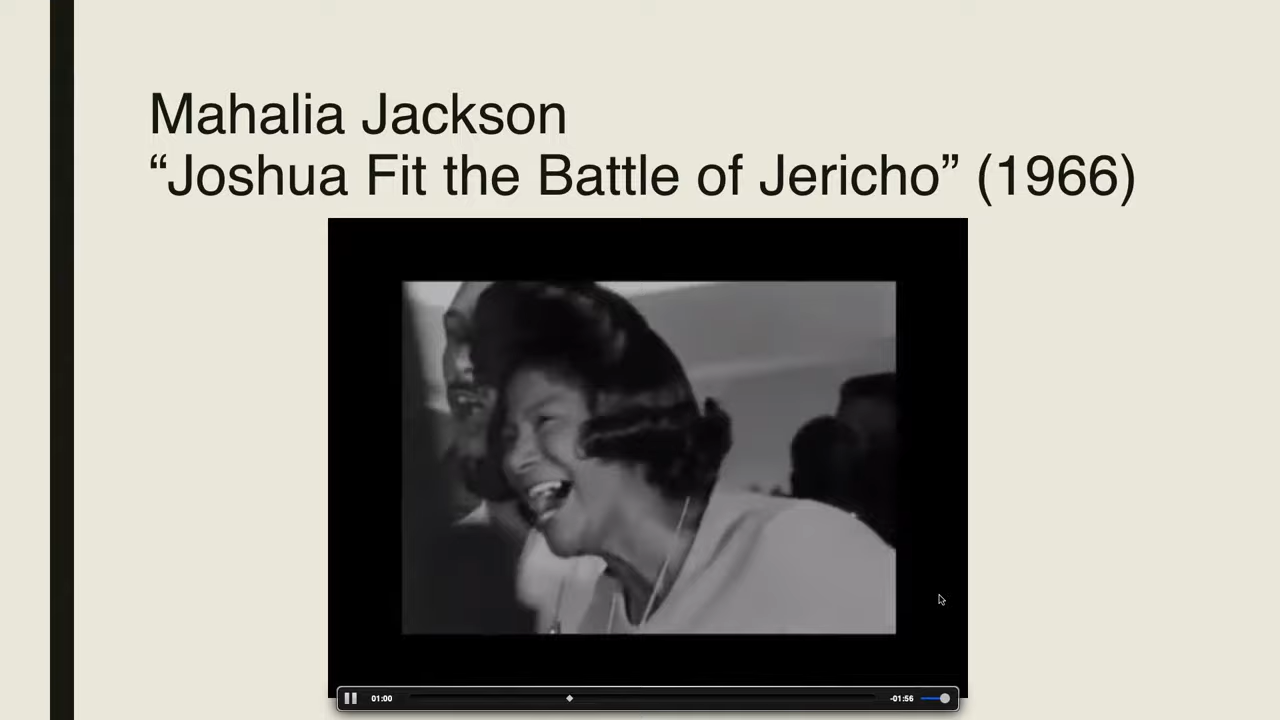 Mahalia Jackson
“Joshua Fit the Battle of Jericho” (1966)
01:00
-01:56